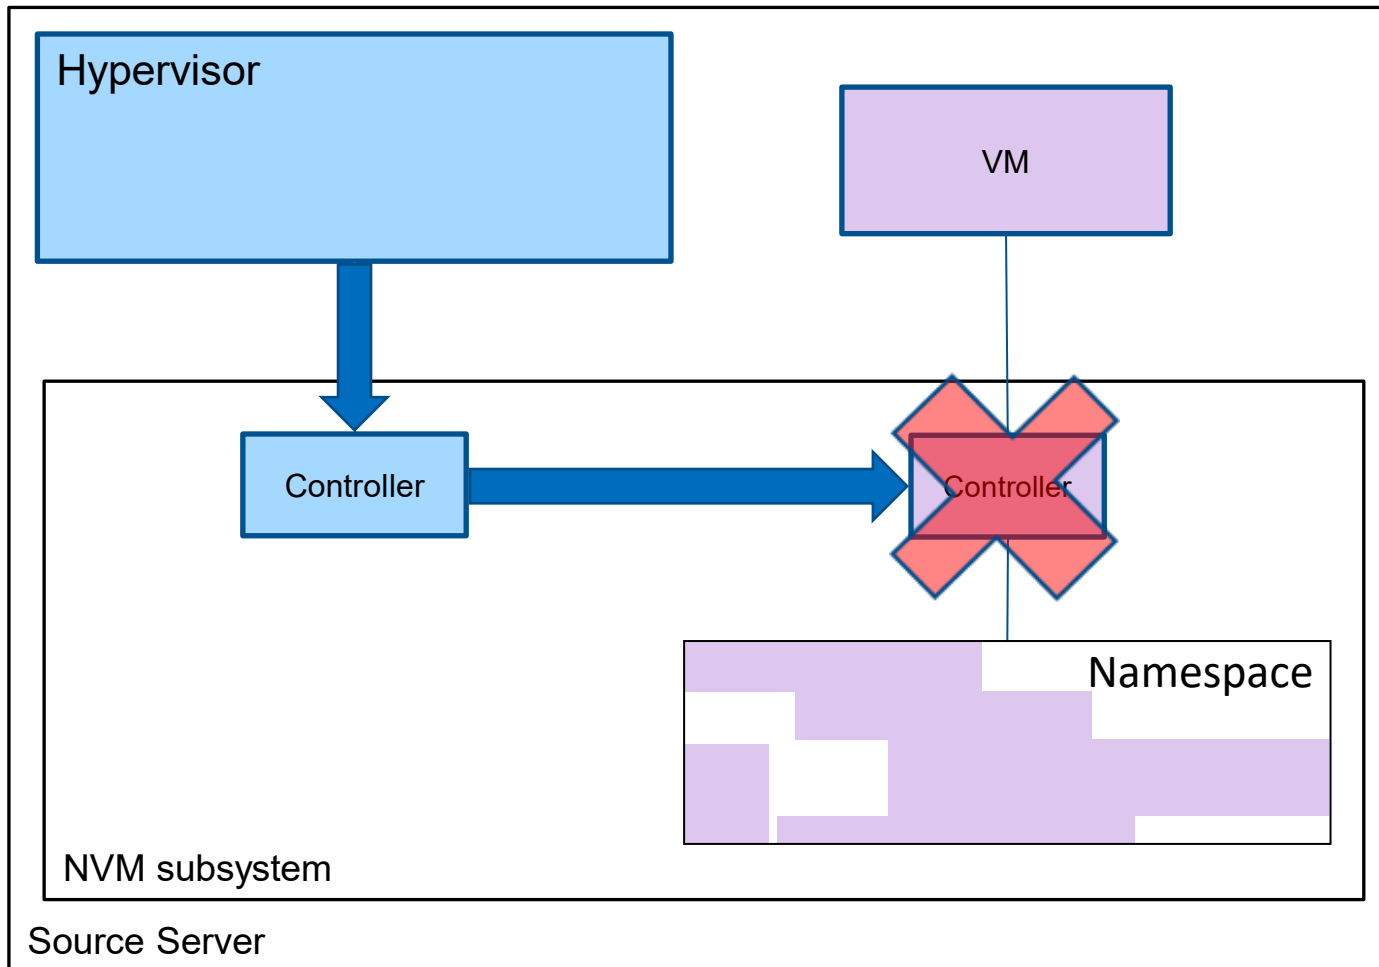 Hypervisor
VM
Controller
Controller
Namespace
NVM subsystem
Source Server